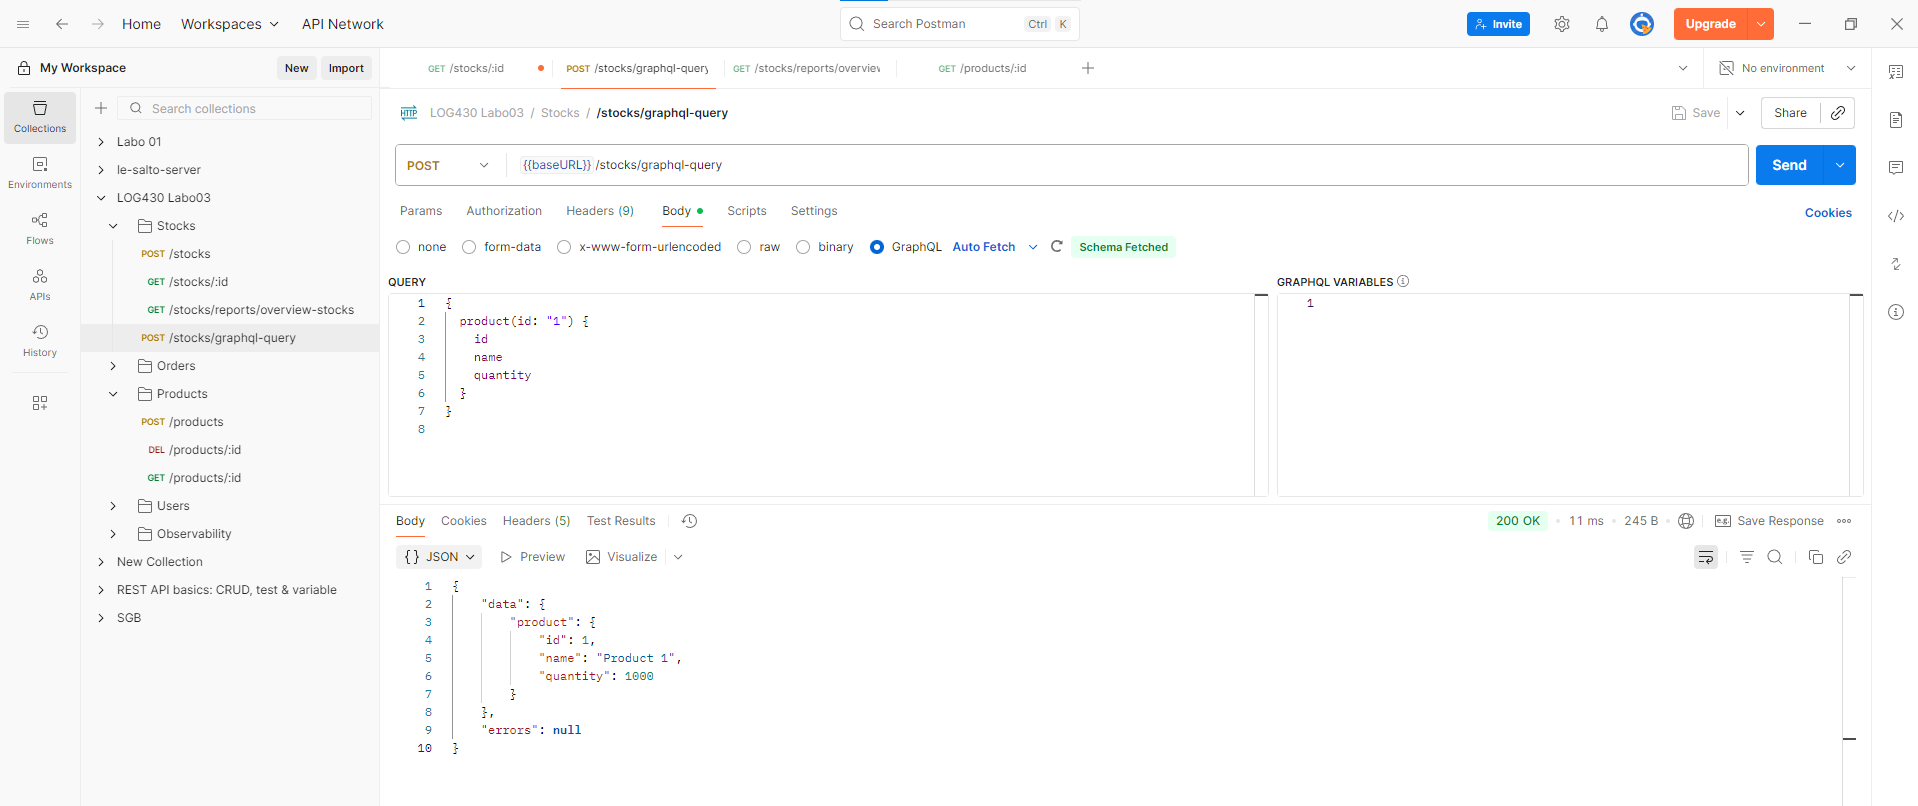 Home Workspaces API Network Search Postman Ctrl K Invite Upgrade
My Workspace New Import
GET /stocks/:id POST /stocks/graphql-query GET /stocks/reports/overview GET /products/:id No environment
Collections
Environments
Flows
APIs
History
Search collections
Labo 01
le-salto-server
LOG430 Labo03
Stocks
POST /stocks
GET /stocks/:id
GET /stocks/reports/overview-stocks
POST /stocks/graphql-query
Orders
Products
POST /products
DEL /products/:id
GET /products/:id
Users
Observability
New Collection
REST API basics: CRUD, test & variable
SGB
HTTP LOG430 Labo03 / Stocks / /stocks/graphql-query Save Share
POST {{baseURL}}/stocks/graphql-query Send
Params Authorization Headers (9) Body Scripts Settings Cookies
none form-data x-www-form-urlencoded raw binary GraphQL Auto Fetch Schema Fetched
QUERY
1 {
2 product(id: "1") {
3 id
4 name
5 quantity
6 }
7 }
8
GRAPHQL VARIABLES
1
Body Cookies Headers (5) Test Results 200 OK 11 ms 245 B e.g. Save Response
{} JSON Preview Visualize
1 {
2 "data": {
3 "product": {
4 "id": 1,
5 "name": "Product 1",
6 "quantity": 1000
7 }
8 },
9 "errors": null
10 }